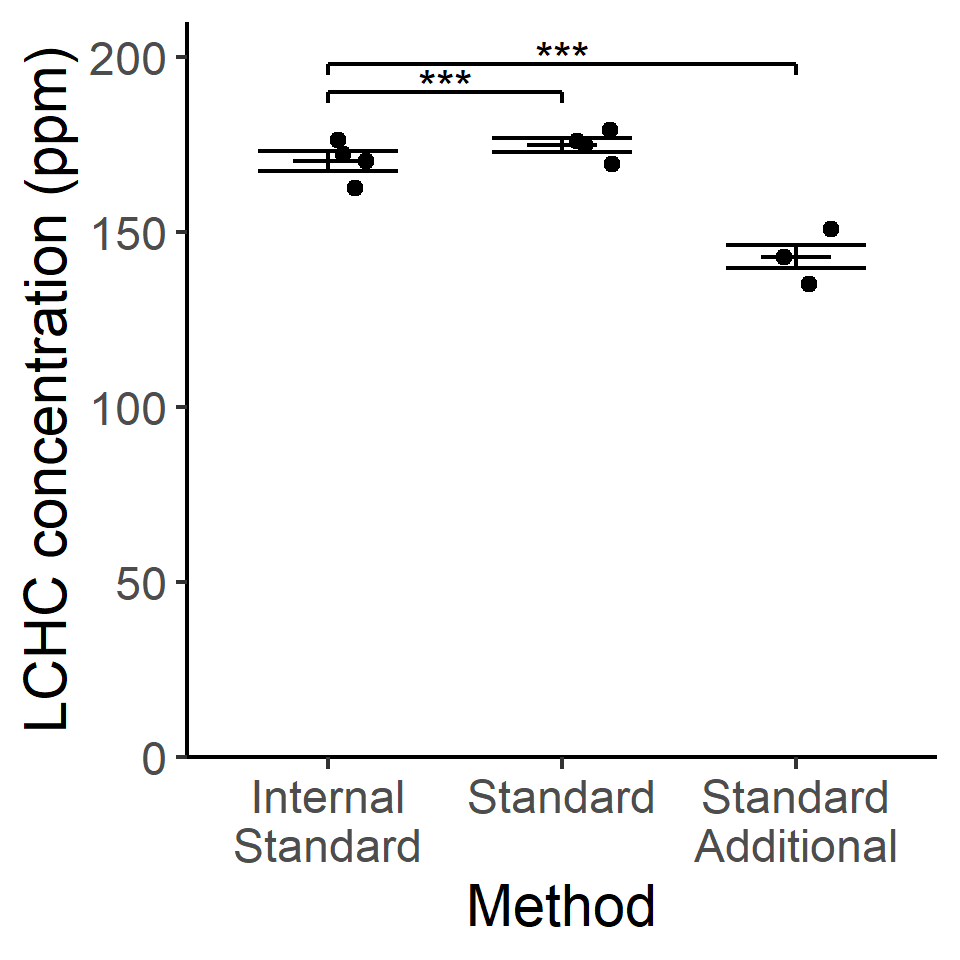 LCHC concentration (ppm)
200
150
100
50
0
***
***
Internal
Standard
Standard
Standard
Additional
Method